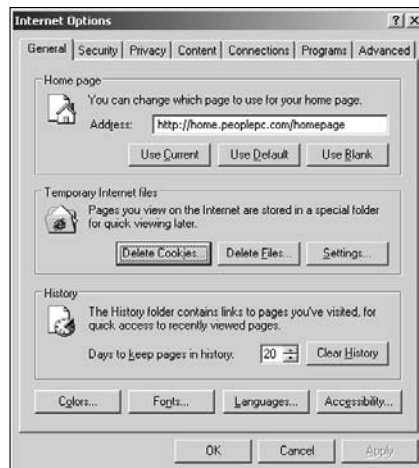 Internet Options
General Security Privacy Content Connections Programs Advanced
Home page
You can change which page to use for your home page.
Address: http://home.peoplepc.com/homepage
Use Current Use Default Use Blank
Temporary Internet files
Pages you view on the Internet are stored in a special folder
for quick viewing later.
Delete Cookies... Delete Files... Settings...
History
The History folder contains links to pages you've visited, for
quick access to recently viewed pages.
Days to keep pages in history: 20 Clear History
Colors... Fonts... Languages... Accessibility...
OK Cancel Apply